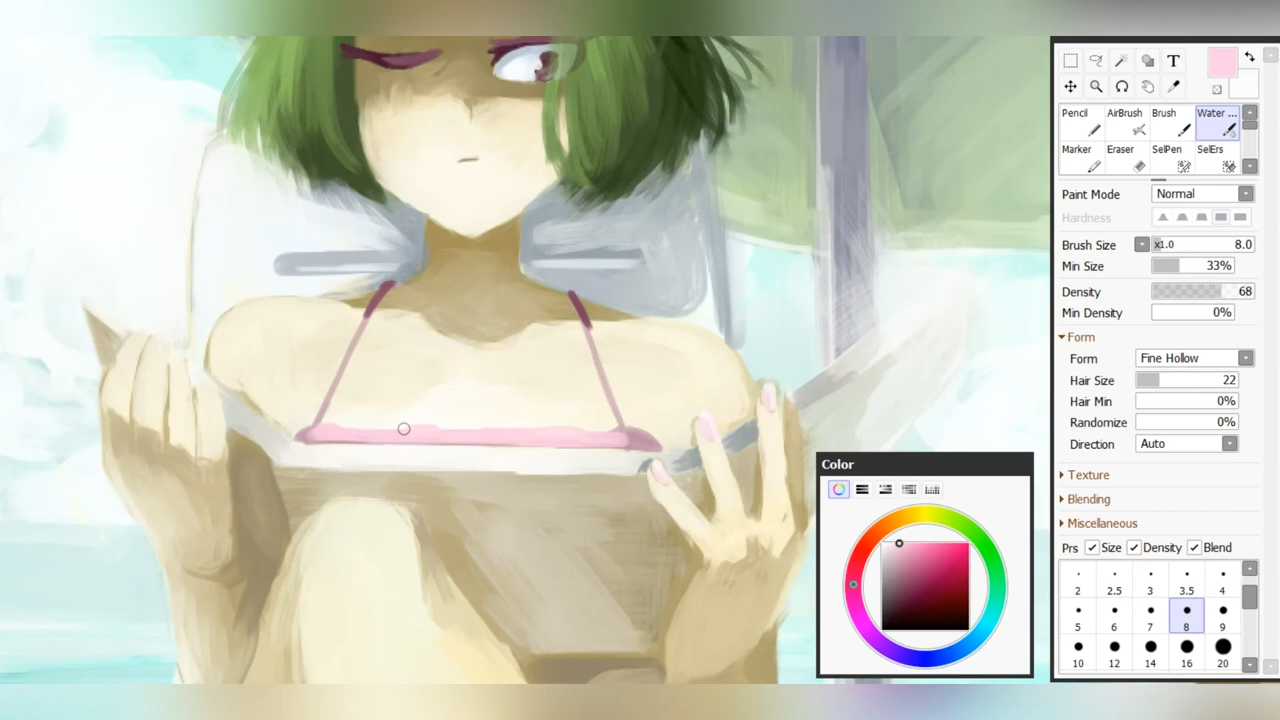 T
Pencil AirBrush Brush Water ...
Marker Eraser SelPen SelErs
Paint Mode Normal
Hardness
Brush Size x1.0 8.0
Min Size 33%
Density 68
Min Density 0%
Form
Form Fine Hollow
Hair Size 22
Hair Min 0%
Randomize 0%
Direction Auto
Color
Texture
Blending
Miscellaneous
Prs Size Density Blend
2 2.5 3 3.5 4
5 6 7 8 9
10 12 14 16 20